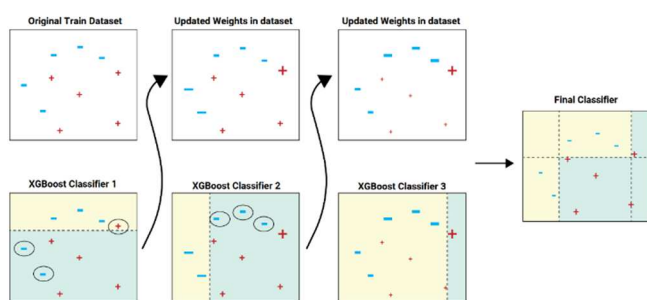 Original Train Dataset
Updated Weights in dataset
Updated Weights in dataset
Final Classifier
XGBoost Classifier 1
XGBoost Classifier 2
XGBoost Classifier 3